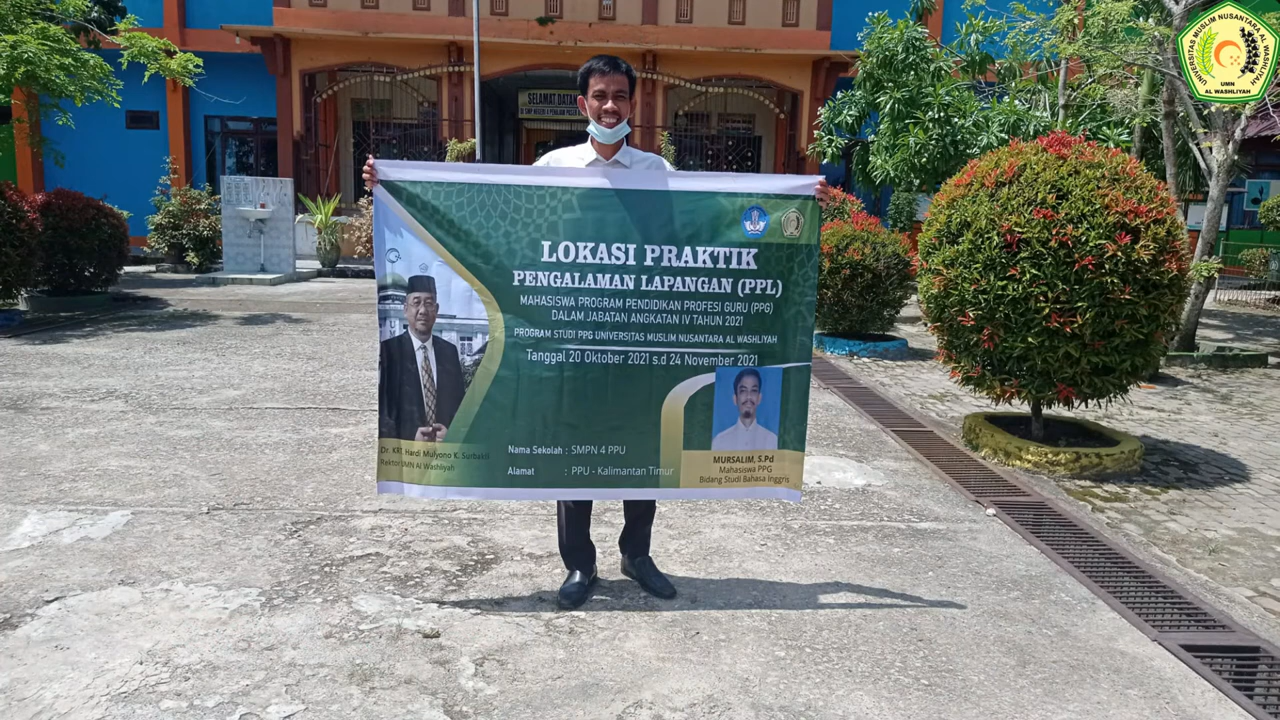 UNIVERSITAS MUSLIM NUSANTARA AL WASHLIYAH
UMN
AL WASHLIYAH
SELAMAT DATANG
LOKASI PRAKTIK
PENGALAMAN LAPANGAN (PPL)
MAHASISWA PROGRAM PENDIDIKAN PROFESI GURU (PPG)
DALAM JABATAN ANGKATAN IV TAHUN 2021
PROGRAM STUDI PPG UNIVERSITAS MUSLIM NUSANTARA AL WASHLIYAH
Tanggal 20 Oktober 2021 s.d 24 November 2021
Dr. KRT. Hardi Mulyono K. Surbakti
Rektor UMN Al Washliyah
Nama Sekolah : SMPN 4 PPU
Alamat : PPU - Kalimantan Timur
MURSALIM, S.Pd
Mahasiswa PPG
Bidang Studi Bahasa Inggris